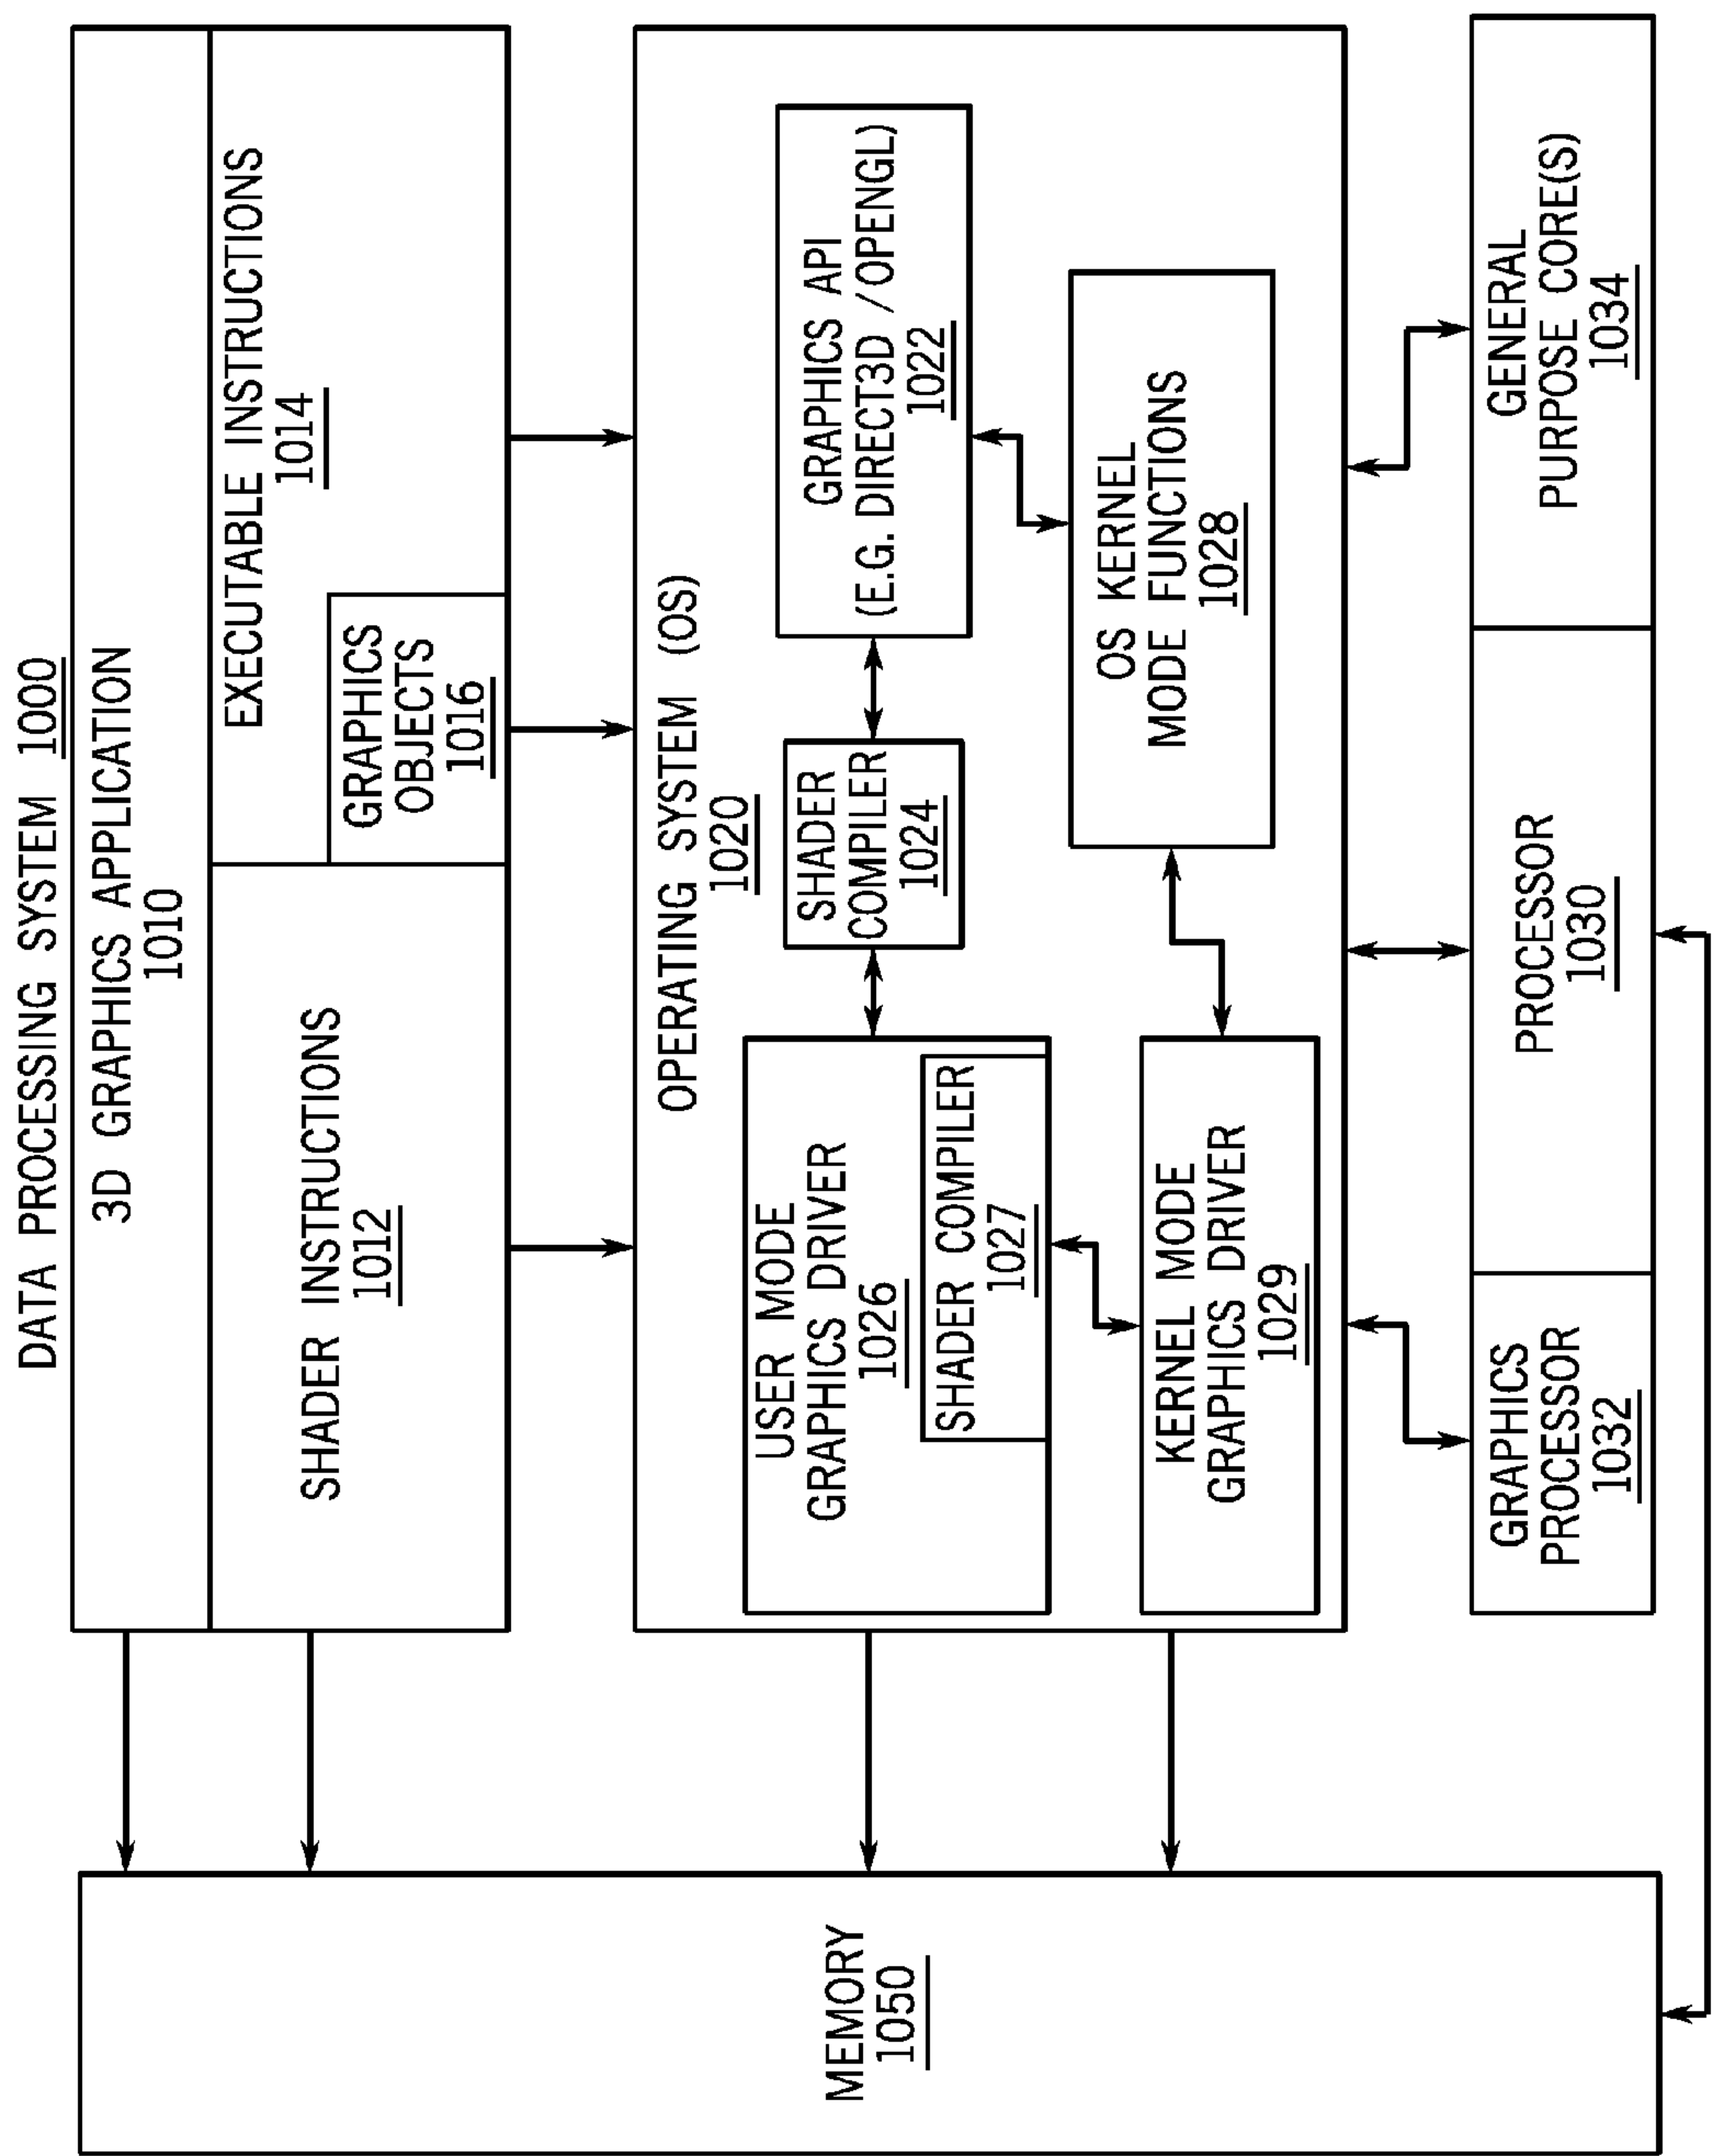 DATA PROCESSING SYSTEM 1000
3D GRAPHICS APPLICATION
1010
SHADER INSTRUCTIONS
1012
EXECUTABLE INSTRUCTIONS
1014
GRAPHICS
OBJECTS
1016
OPERATING SYSTEM (OS)
1020
USER MODE
GRAPHICS DRIVER
1026
SHADER COMPILER
1027
SHADER
COMPILER
1024
GRAPHICS API
(E.G. DIRECT3D /OPENGL)
1022
KERNEL MODE
GRAPHICS DRIVER
1029
OS KERNEL
MODE FUNCTIONS
1028
GRAPHICS
PROCESSOR
1032
PROCESSOR
1030
GENERAL
PURPOSE CORE(S)
1034
MEMORY
1050